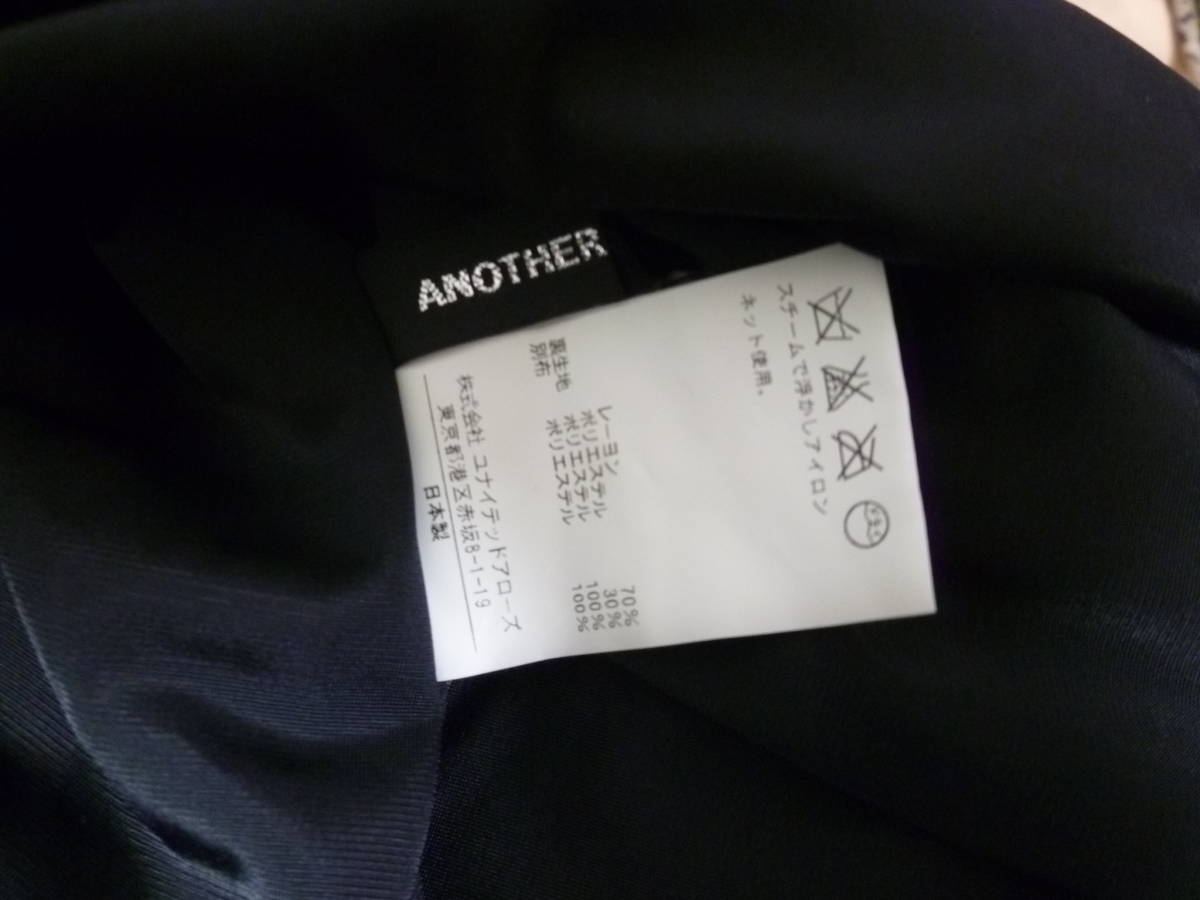 ANOTHER
スチームで浮かしアイロン
ネット使用。
レーヨン 70%
ポリエステル 30%
裏生地 ポリエステル 100%
別布 ポリエステル 100%
株式会社 ユナイテッドアローズ
東京都港区赤坂8-1-19
日本製